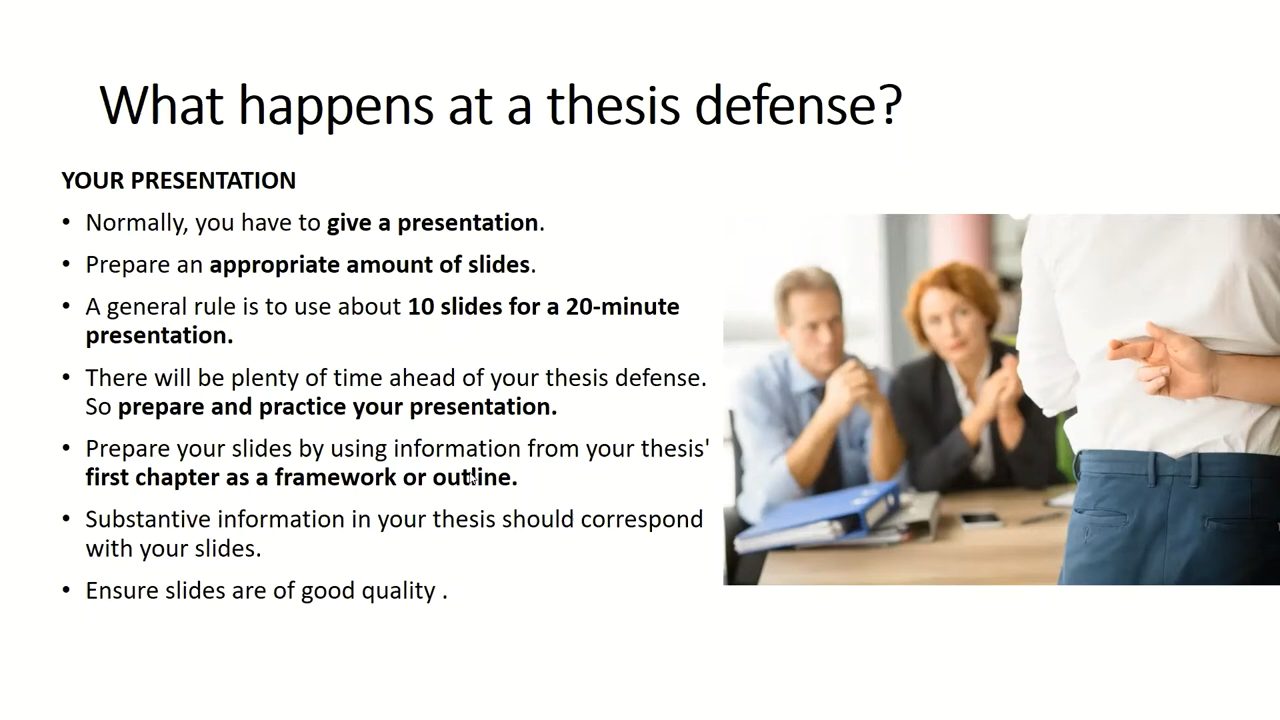 What happens at a thesis defense?
YOUR PRESENTATION
• Normally, you have to give a presentation.
• Prepare an appropriate amount of slides.
• A general rule is to use about 10 slides for a 20-minute
presentation.
• There will be plenty of time ahead of your thesis defense.
So prepare and practice your presentation.
• Prepare your slides by using information from your thesis'
first chapter as a framework or outline.
• Substantive information in your thesis should correspond
with your slides.
• Ensure slides are of good quality .